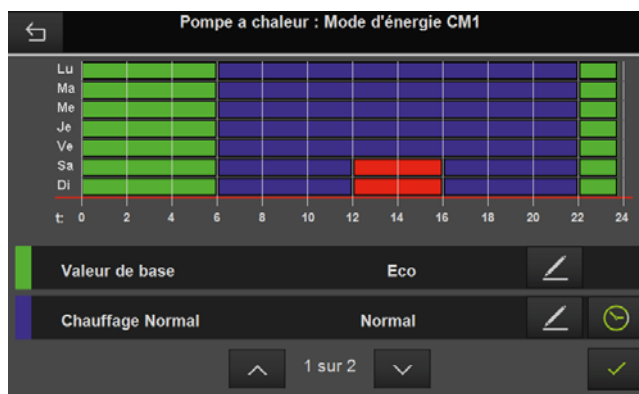 Pompe a chaleur : Mode d'énergie CM1
Lu
Ma
Me
Je
Ve
Sa
Di
t: 0 2 4 6 8 10 12 14 16 18 20 22 24
Valeur de base Eco
Chauffage Normal Normal
1 sur 2